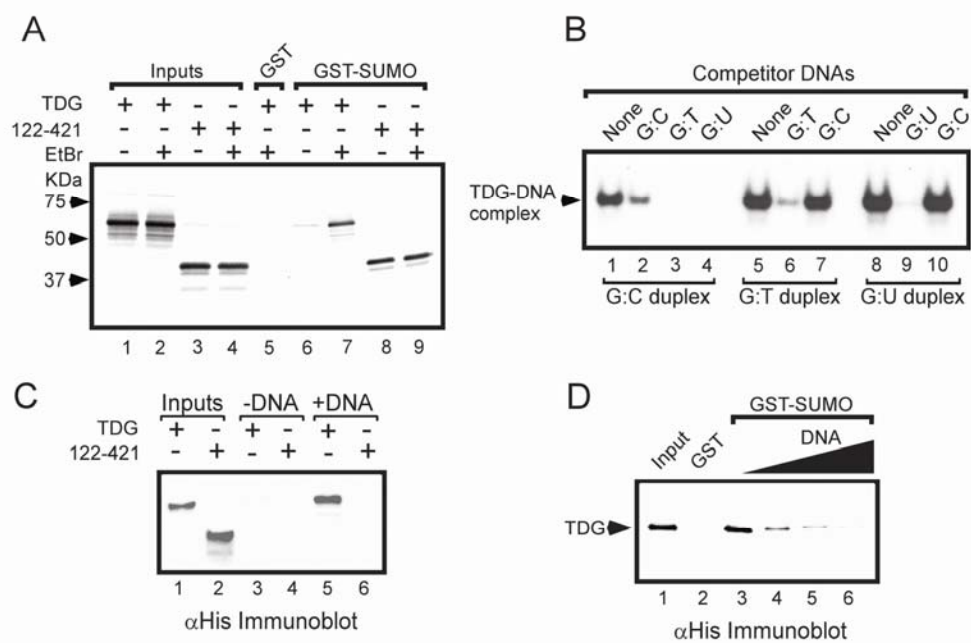 A
Inputs GST GST-SUMO
TDG + + - - + + + - -
122-421 - - + + - - - + +
EtBr - + - + + - + - +
KDa
75
50
37
1 2 3 4 5 6 7 8 9
B
Competitor DNAs
None G:C G:T G:U None G:T G:C None G:U G:C
TDG-DNA
complex
1 2 3 4 5 6 7 8 9 10
G:C duplex G:T duplex G:U duplex
C
Inputs -DNA +DNA
TDG + - + - + -
122-421 - + - + - +
1 2 3 4 5 6
αHis Immunoblot
D
GST-SUMO
Input GST DNA
TDG
1 2 3 4 5 6
αHis Immunoblot